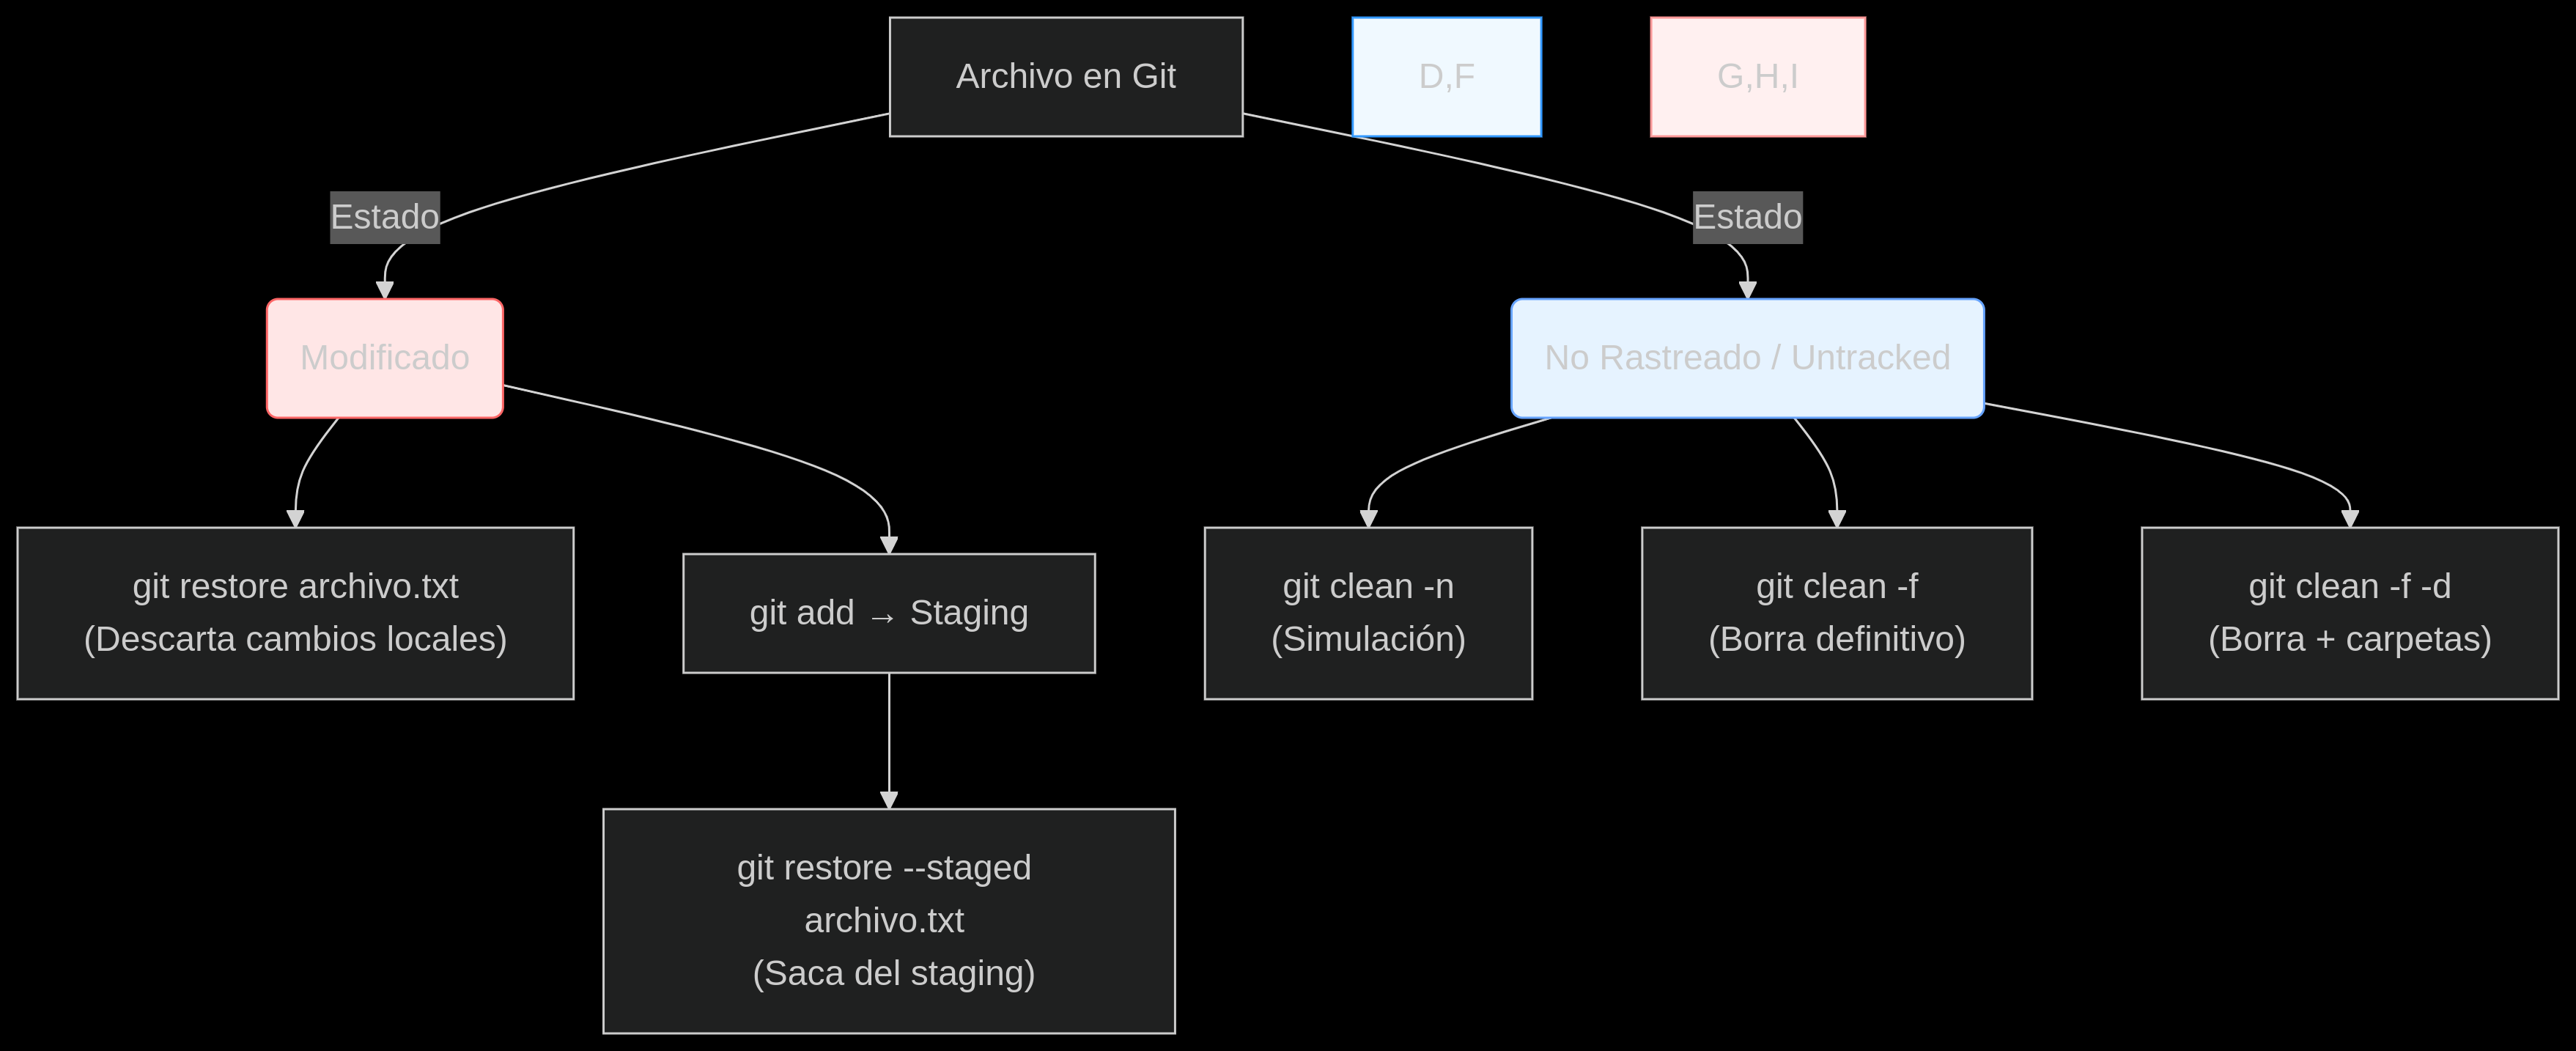 Archivo en Git
D,F
G,H,I
Estado
Estado
Modificado
No Rastreado / Untracked
git restore archivo.txt
(Descarta cambios locales)
git add → Staging
git clean -n
(Simulación)
git clean -f
(Borra definitivo)
git clean -f -d
(Borra + carpetas)
git restore --staged
archivo.txt
(Saca del staging)